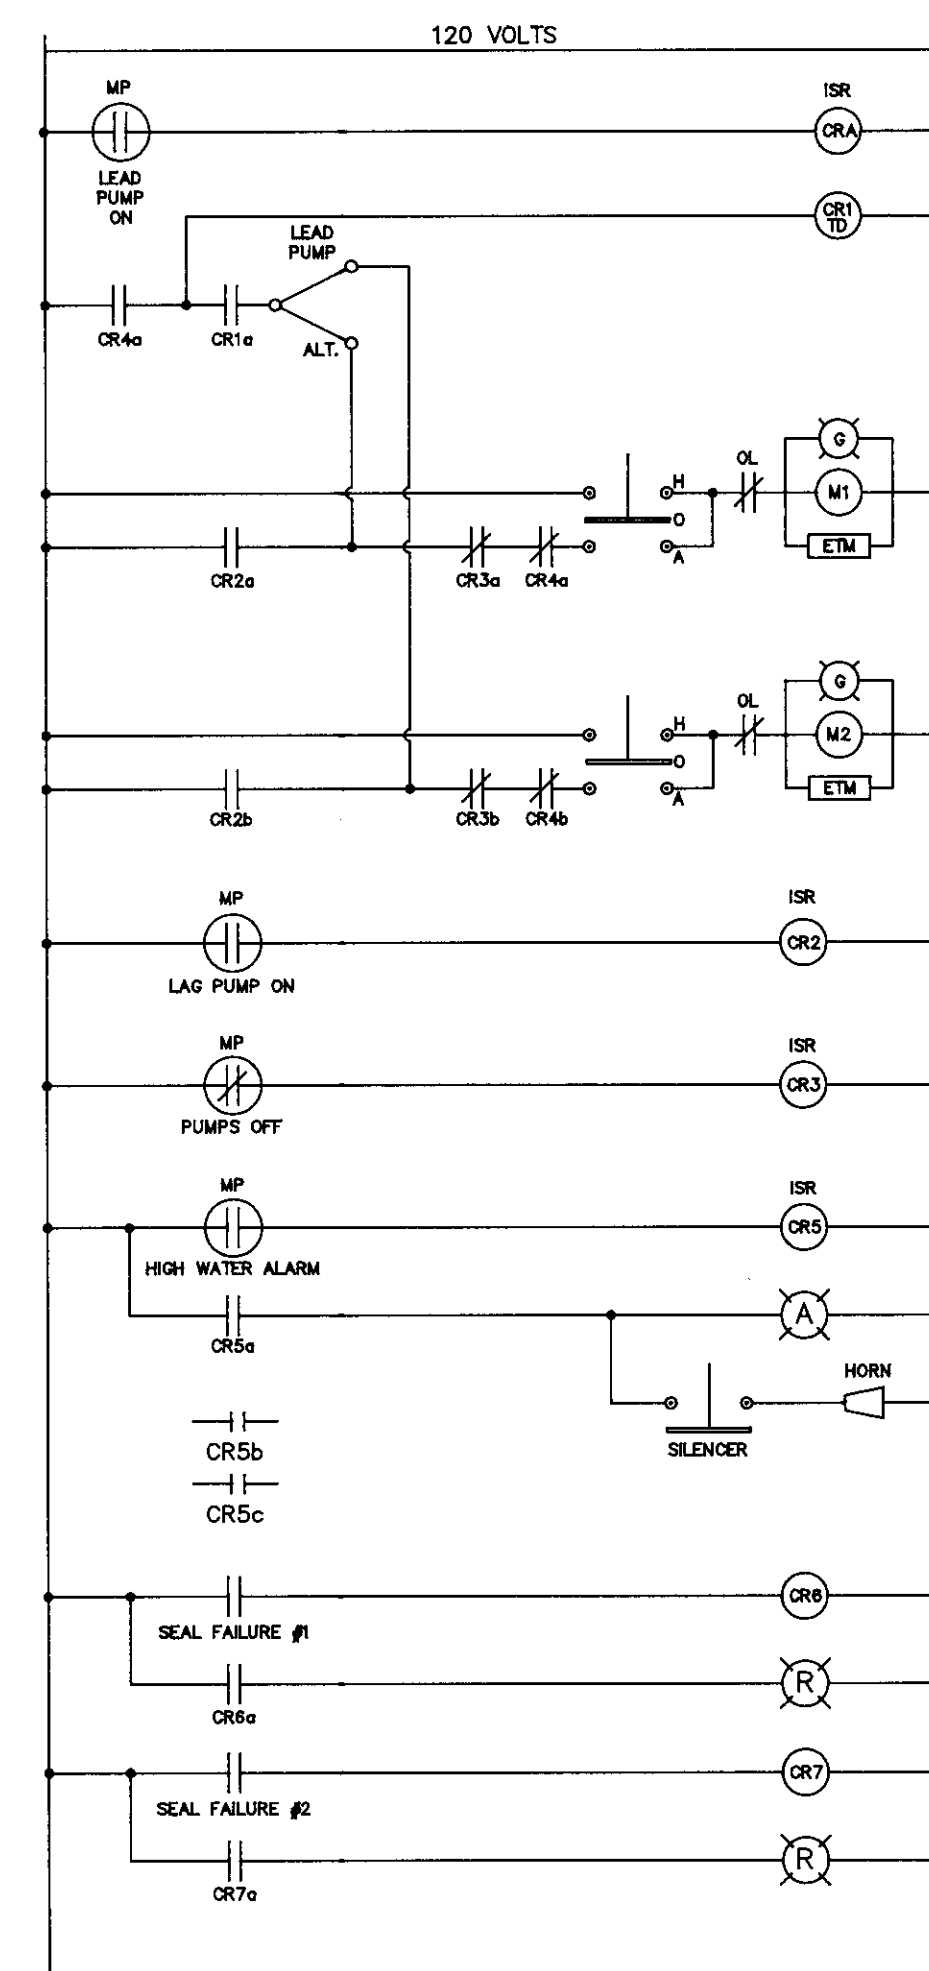 120 VOLTS
MP
ISR
CRA
LEAD
PUMP
ON
CR1
TD
LEAD
PUMP
CR4a
CR1a
ALT.
G
OL
H
M1
O
A
ETM
CR2a
CR3a
CR4a
G
OL
H
M2
O
A
ETM
CR2b
CR3b
CR4b
MP
ISR
CR2
LAG PUMP ON
MP
ISR
CR3
PUMPS OFF
MP
ISR
CR5
HIGH WATER ALARM
A
CR5a
HORN
SILENCER
CR5b
CR5c
CR6
SEAL FAILURE #1
R
CR6a
CR7
SEAL FAILURE #2
R
CR7a